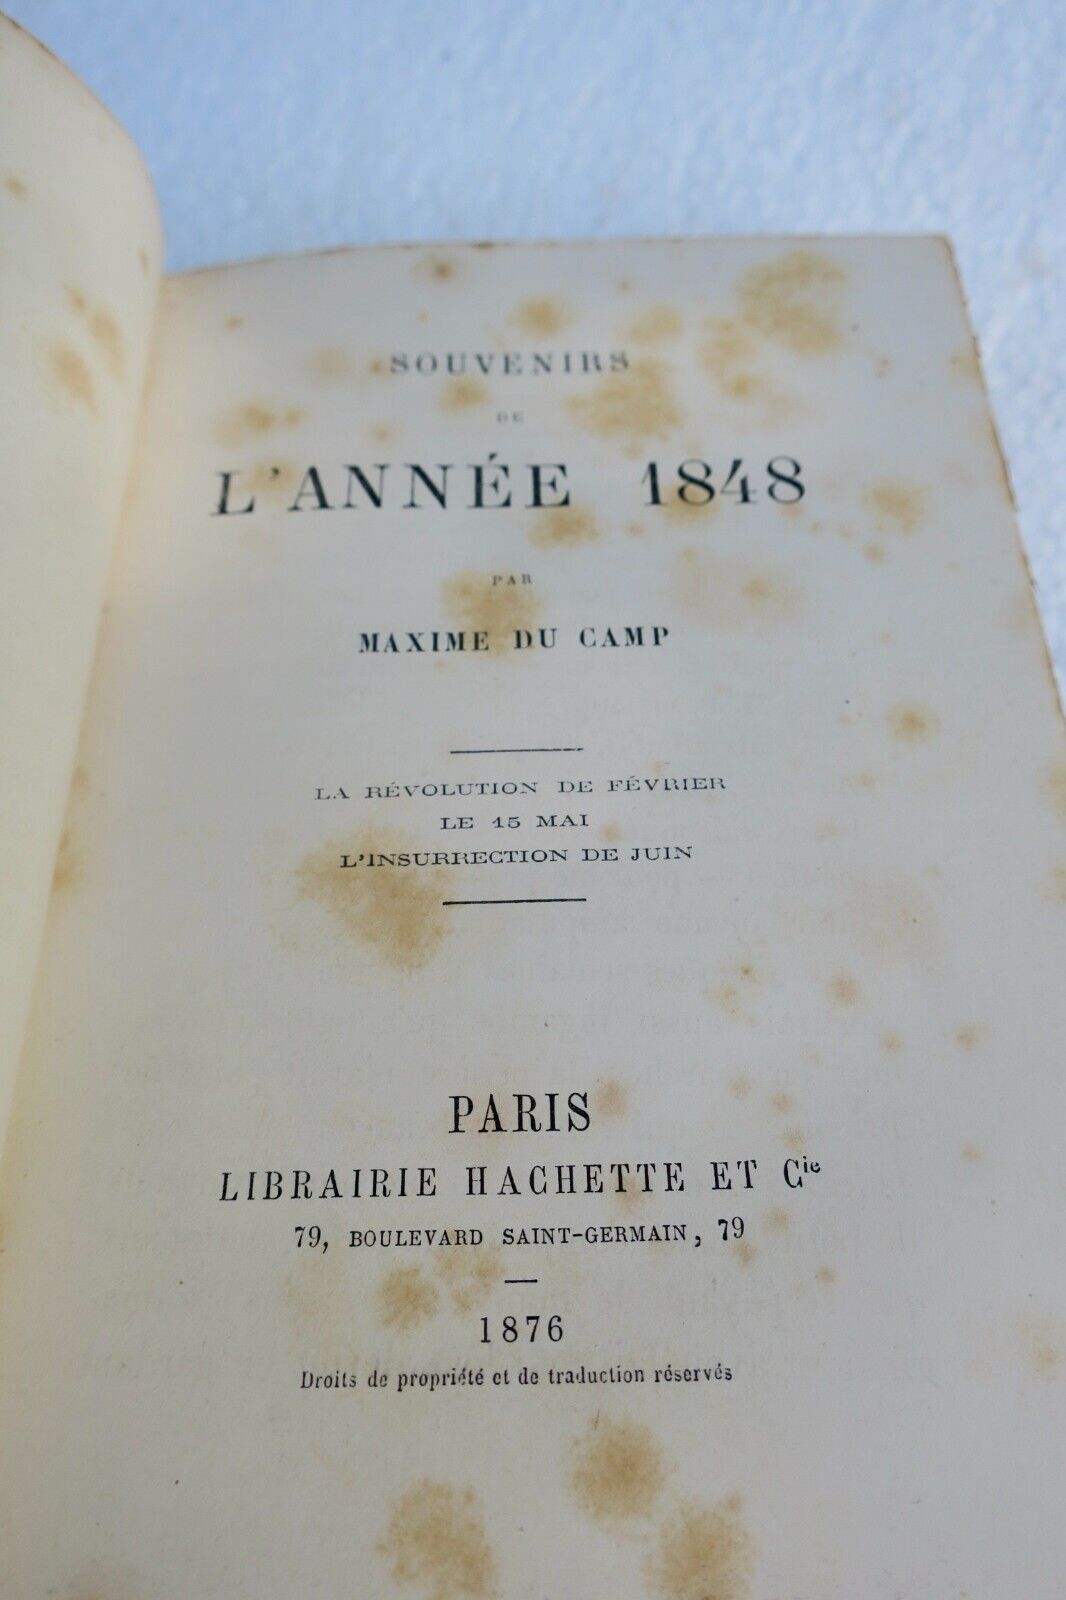 SOUVENIRS
DE
L'ANNÉE 1848
PAR
MAXIME DU CAMP
LA RÉVOLUTION DE FÉVRIER
LE 15 MAI
L'INSURRECTION DE JUIN
PARIS
LIBRAIRIE HACHETTE ET Cie
79, BOULEVARD SAINT-GERMAIN, 79
1876
Droits de propriété et de traduction réservés